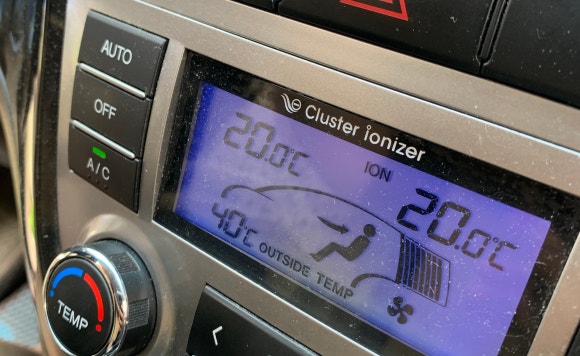 AUTO
OFF
A/C
Cluster ionizer
20.0°C
ION
20.0°C
40°C
OUTSIDE TEMP
TEMP